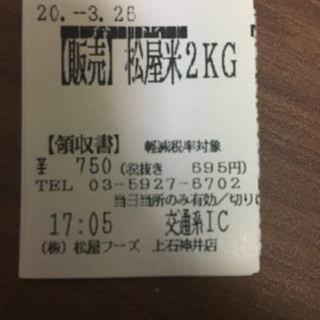 20.--3.26
【販売】松屋米2KG
【領収書】 軽減税率対象
¥ 750(税抜き 695円)
TEL 03-5927-6702
当日当所のみ有効/切り
17:05 交通系IC
(株)松屋フーズ 上石神井店